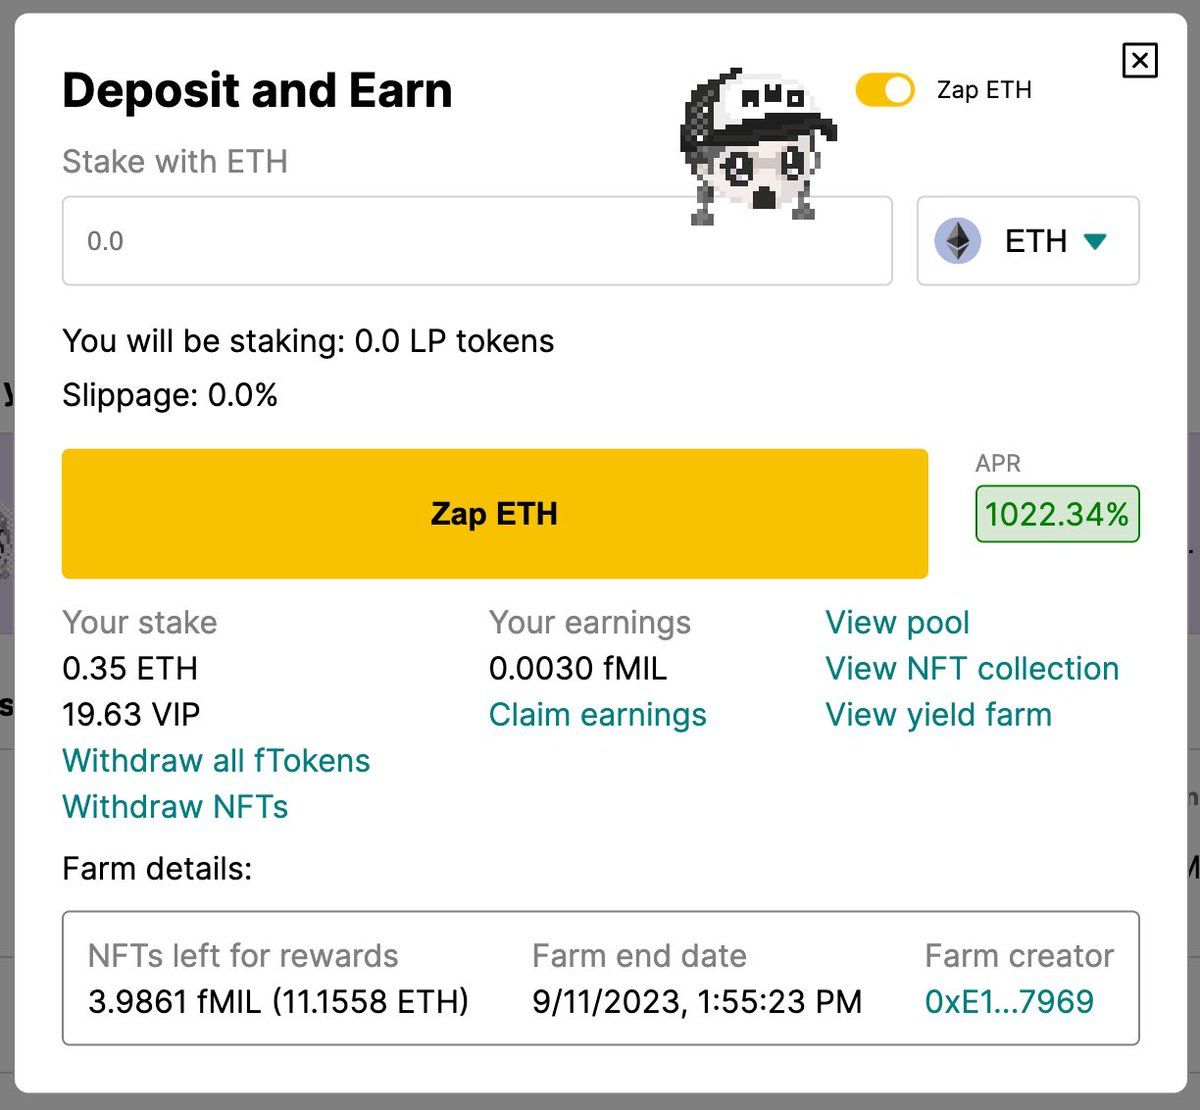 Deposit and Earn
Zap ETH
Stake with ETH
0.0
ETH
You will be staking: 0.0 LP tokens
Slippage: 0.0%
Zap ETH
APR
1022.34%
Your stake
0.35 ETH
19.63 VIP
Withdraw all fTokens
Withdraw NFTs
Your earnings
0.0030 fMIL
Claim earnings
View pool
View NFT collection
View yield farm
Farm details:
NFTs left for rewards
3.9861 fMIL (11.1558 ETH)
Farm end date
9/11/2023, 1:55:23 PM
Farm creator
0xE1...7969